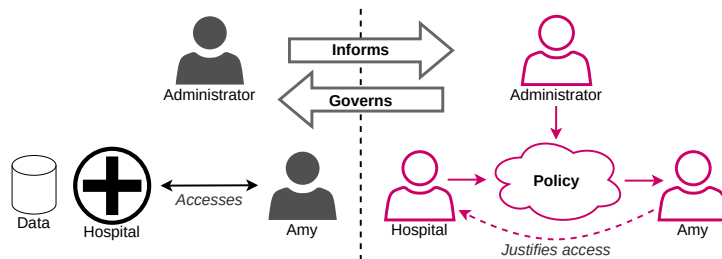 Informs
Administrator
Administrator
Governs
Policy
Accesses
Data
Hospital
Amy
Hospital
Amy
Justifies access